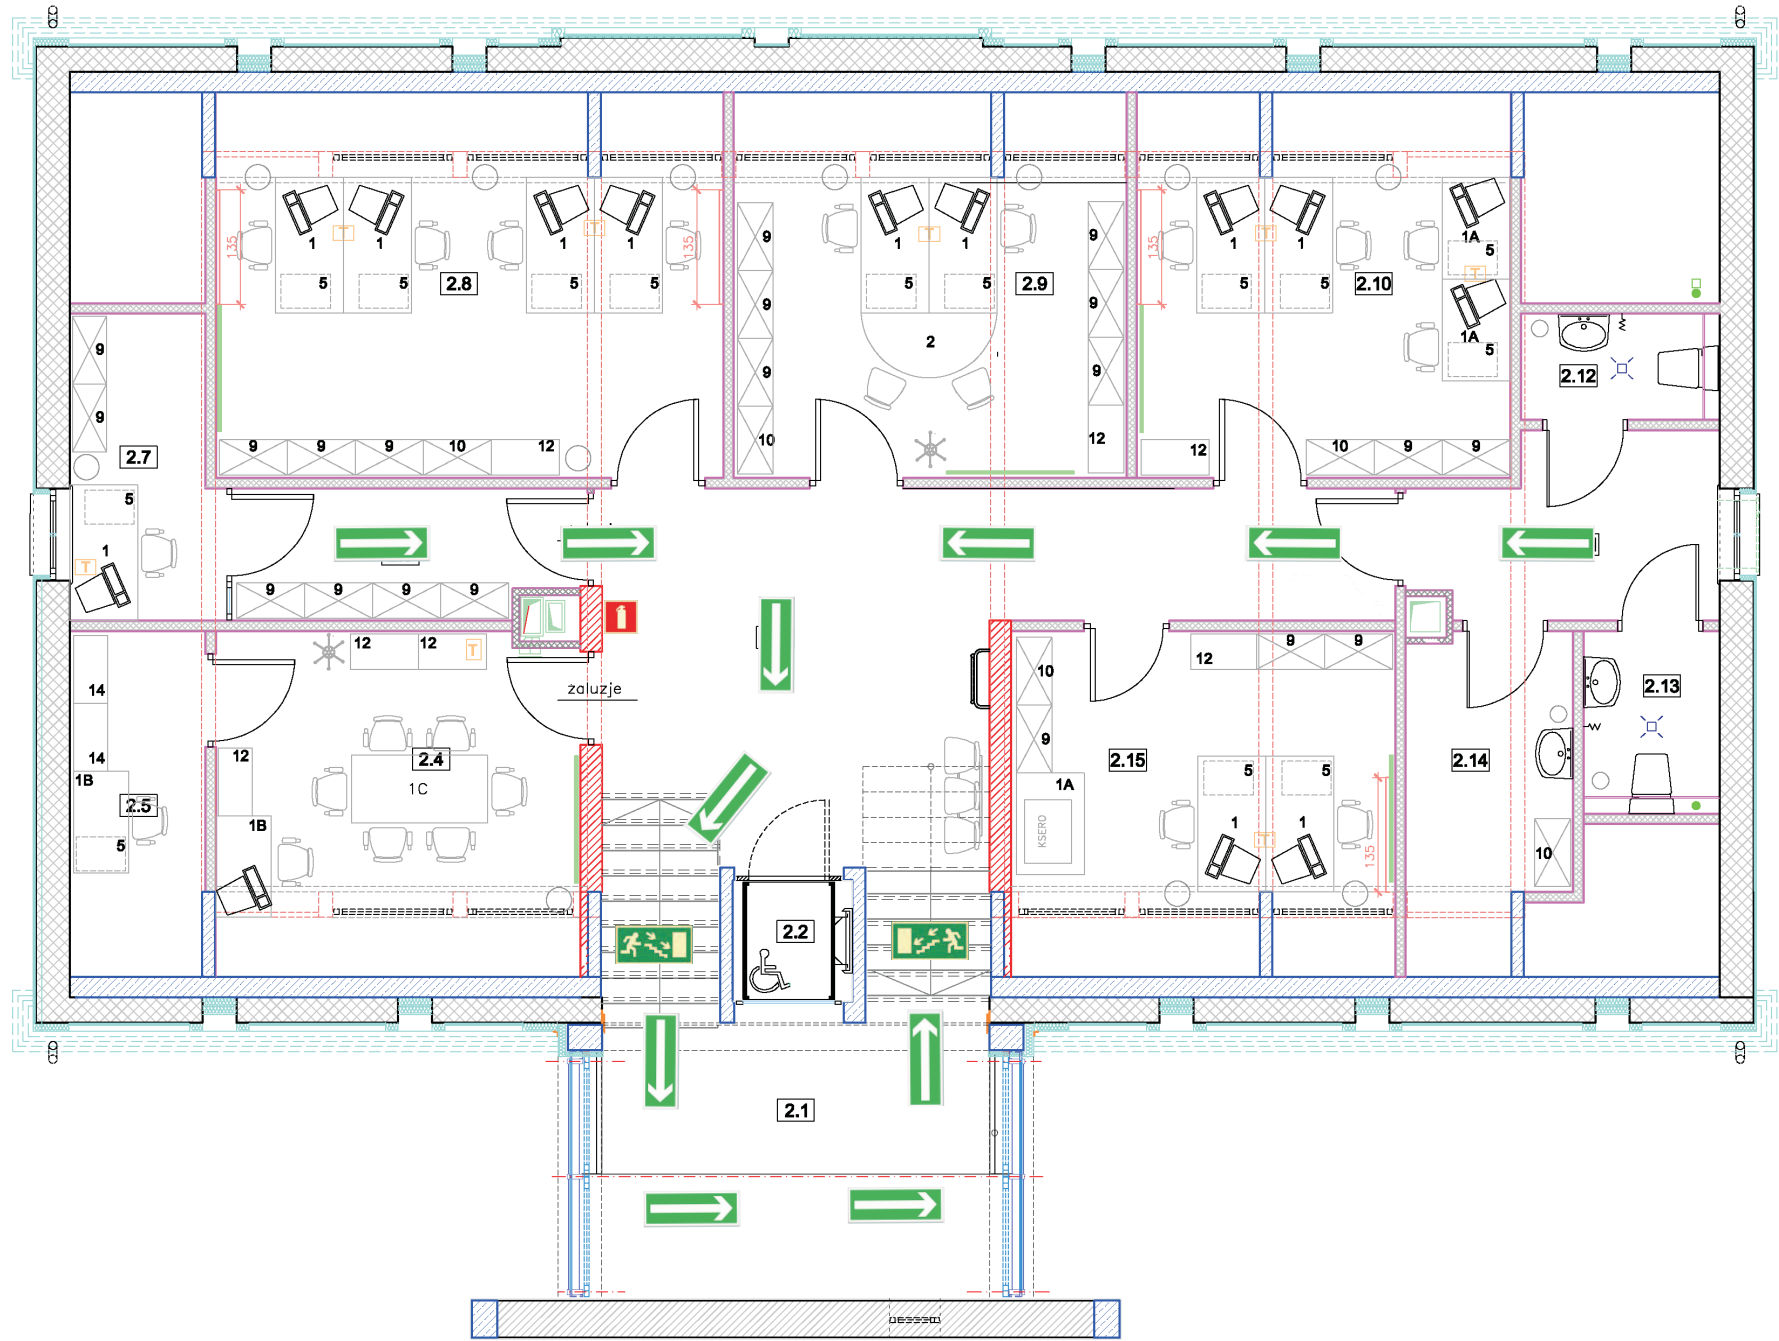 1 1 1 1 1 1 1 1 1A
T T T T T
135 135 135
5 5 5 5 5 5 5 5 5
2.8 2.9 2.10
9 9 9 9 9 9
10 12
2
1A
5
9 9
2.7
9 9 9 10 12
12 10 9 9
2.12
5
1
T
9 9 9 9
12 12 T
żaluzje
14
14
1B
2.5
5
12
2.4
1C
1B
12 9 9
10
9
1A
KSERO
2.15
5 5
1 1
T
135
2.14
10
2.13
2.2
2.1